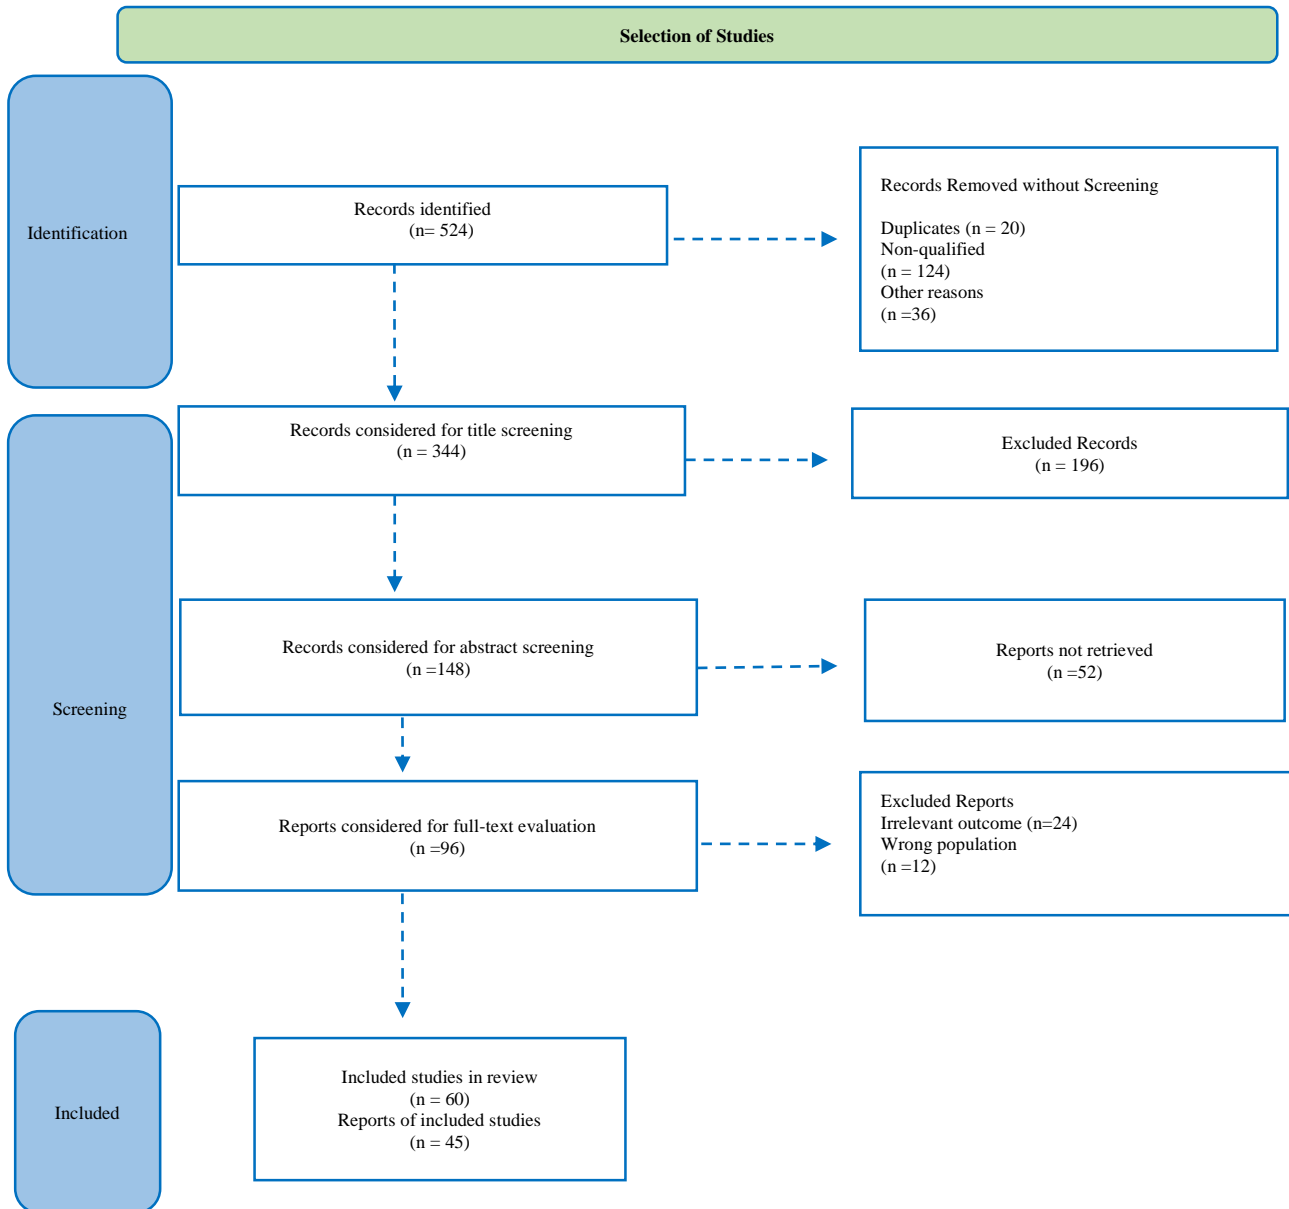 Selection of Studies
Identification
Records identified
(n= 524)
Records Removed without Screening
Duplicates (n = 20)
Non-qualified
(n = 124)
Other reasons
(n =36)
Screening
Records considered for title screening
(n = 344)
Excluded Records
(n = 196)
Records considered for abstract screening
(n =148)
Reports not retrieved
(n =52)
Reports considered for full-text evaluation
(n =96)
Excluded Reports
Irrelevant outcome (n=24)
Wrong population
(n =12)
Included
Included studies in review
(n = 60)
Reports of included studies
(n = 45)